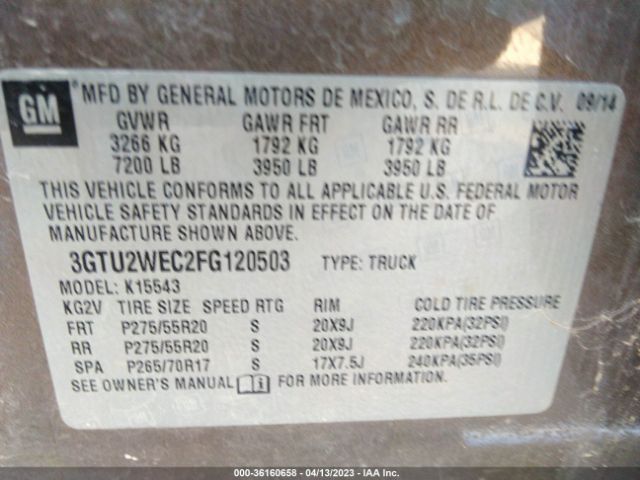 GM
MFD BY GENERAL MOTORS DE MEXICO, S. DE R.L. DE C.V. 09/14
GVWR GAWR FRT GAWR RR
3266 KG 1792 KG 1792 KG
7200 LB 3950 LB 3950 LB
THIS VEHICLE CONFORMS TO ALL APPLICABLE U.S. FEDERAL MOTOR
VEHICLE SAFETY STANDARDS IN EFFECT ON THE DATE OF
MANUFACTURE SHOWN ABOVE.
3GTU2WEC2FG120503 TYPE: TRUCK
MODEL: K15543
KG2V TIRE SIZE SPEED RTG RIM COLD TIRE PRESSURE
FRT P275/55R20 S 20X9J 220KPA(32PSI)
RR P275/55R20 S 20X9J 220KPA(32PSI)
SPA P265/70R17 S 17X7.5J 240KPA(35PSI)
SEE OWNER'S MANUAL FOR MORE INFORMATION.
000-36160658 - 04/13/2023 - IAA Inc.